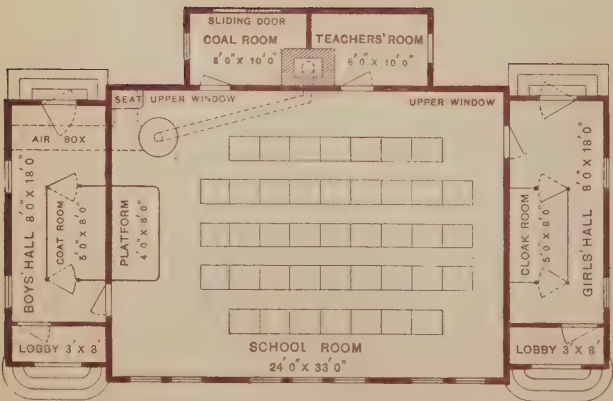 SLIDING DOOR
COAL ROOM
8'0" X 10'0"
TEACHERS' ROOM
6'0" X 10'0"
SEAT
UPPER WINDOW
UPPER WINDOW
AIR BOX
BOYS' HALL 8'0" X 18'0"
COAT ROOM
5'0" X 8'0"
PLATFORM
4'0" X 8'0"
CLOAK ROOM
5'0" X 8'0"
GIRLS' HALL
8'0" X 18'0"
LOBBY 3' X 8'
SCHOOL ROOM
24'0" X 33'0"
LOBBY 3' X 8'